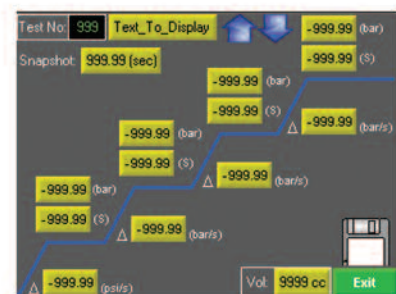 Test No: 999 Text_To_Display
-999.99 (bar)
Snapshot: 999.99 (sec)
-999.99 (S)
-999.99 (bar)
-999.99 (S)
Δ -999.99 (bar/s)
-999.99 (bar)
-999.99 (S)
Δ -999.99 (bar/s)
-999.99 (bar)
-999.99 (S)
Δ -999.99 (bar/s)
Δ -999.99 (psi/s)
Vol: 9999 cc Exit